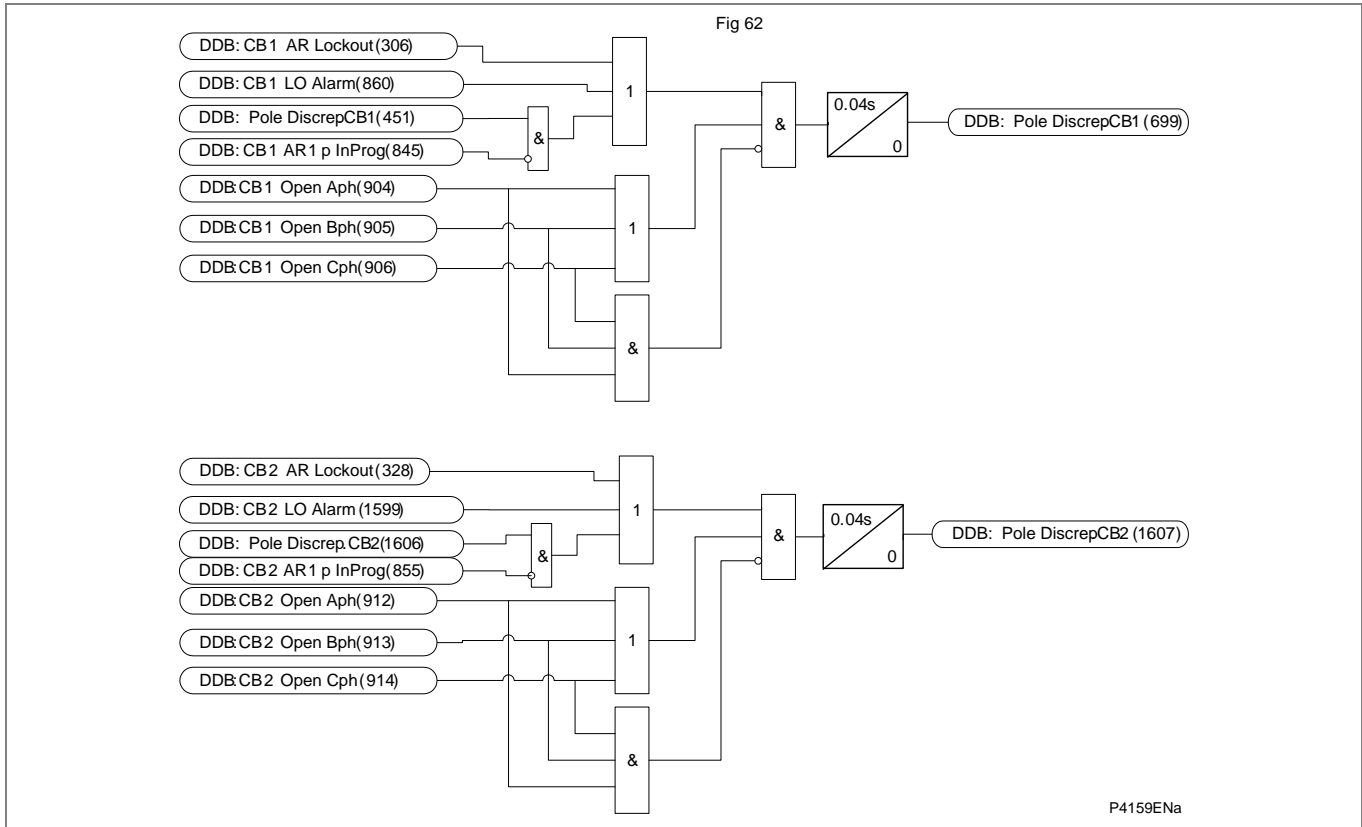 Fig 62
DDB: CB1 AR Lockout(306)
DDB: CB1 LO Alarm(860)
DDB: Pole DiscrepCB1(451)
DDB: CB1 AR1 p InProg(845)
DDB:CB1 Open Aph(904)
DDB:CB1 Open Bph(905)
DDB:CB1 Open Cph(906)
1
&
1
&
&
0.04s
0
DDB: Pole DiscrepCB1 (699)
DDB: CB2 AR Lockout(328)
DDB: CB2 LO Alarm (1599)
DDB: Pole Discrep.CB2(1606)
DDB: CB2 AR1 p InProg(855)
DDB:CB2 Open Aph(912)
DDB:CB2 Open Bph(913)
DDB:CB2 Open Cph(914)
1
&
1
&
&
0.04s
0
DDB: Pole DiscrepCB2 (1607)
P4159ENa